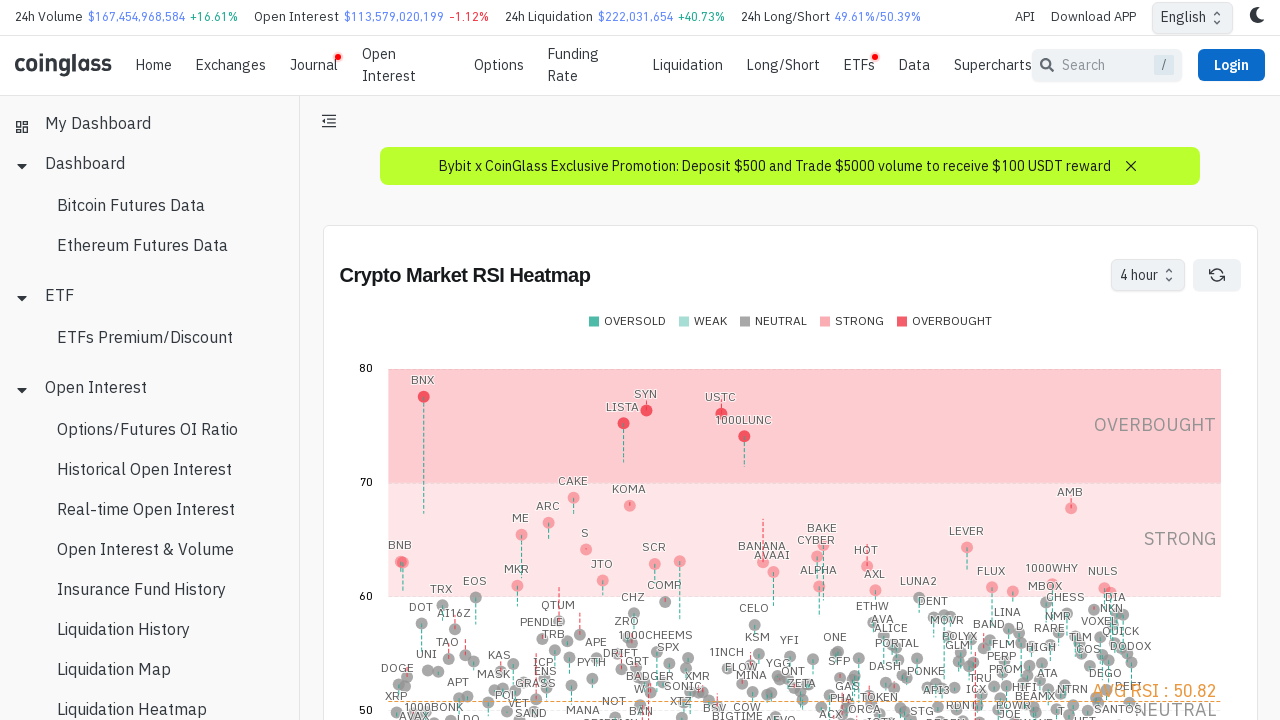 24h Volume $167,454,968,584 +16.61% Open Interest $113,579,020,199 -1.12% 24h Liquidation $222,031,654 +40.73% 24h Long/Short 49.61%/50.39% API Download APP English
coinglass Home Exchanges Journal Open Interest Options Funding Rate Liquidation Long/Short ETFs Data Supercharts Search / Login
My Dashboard
Dashboard
Bitcoin Futures Data
Ethereum Futures Data
ETF
ETFs Premium/Discount
Open Interest
Options/Futures OI Ratio
Historical Open Interest
Real-time Open Interest
Open Interest & Volume
Insurance Fund History
Liquidation History
Liquidation Map
Liquidation Heatmap
Bybit x CoinGlass Exclusive Promotion: Deposit $500 and Trade $5000 volume to receive $100 USDT reward
Crypto Market RSI Heatmap
4 hour
OVERSOLD WEAK NEUTRAL STRONG OVERBOUGHT
80
BNX
SYN
USTC
LISTA
1000LUNC
OVERBOUGHT
70
CAKE
KOMA
AMB
ARC
ME
BAKE
LEVER
S
CYBER
STRONG
BNB
SCR
BANANA
HOT
AVAAI
JTO
MKR
ALPHA
AXL
FLUX
1000WHY
NULS
TRX
EOS
COMP
LUNA2
MBOX
60
CHZ
CHESS
DIA
DOT
AI16Z
QTUM
CELO
ETHW
DENT
NKN
PENDLE
ZRO
AVA
MOVR
LINA
NMR
VOXEL
TRB
1000CHEEMS
KSM
ALICE
POLYX
BAND
D
RARE
QUICK
TAO
APE
SPX
YFI
ONE
PORTAL
GLM
FLM
HIGH
TLM
DODOX
UNI
KAS
DRIFT
1INCH
PERP
COS
DOGE
ICP
PYTH
GRT
FLOW
YGG
SFP
DASH
PROM
MASK
ENS
BADGER
XMR
MINA
ONT
PONKE
TRU
ATA
DEGO
APT
GRASS
W
SONIC
ZETA
GAS
API3
ICX
HIFI
NTRN
DEFI
AVG RSI : 50.82
XRP
POL
NOT
XTZ
PHA
TOKEN
BEAMX
1000BONK
VET
BSV
COW
ORCA
RDNT
POWR
SANTOS
NEUTRAL
50
AVAX
LDO
SAND
MANA
BAN
BIGTIME
AEVO
ACX
STG
JOE
T